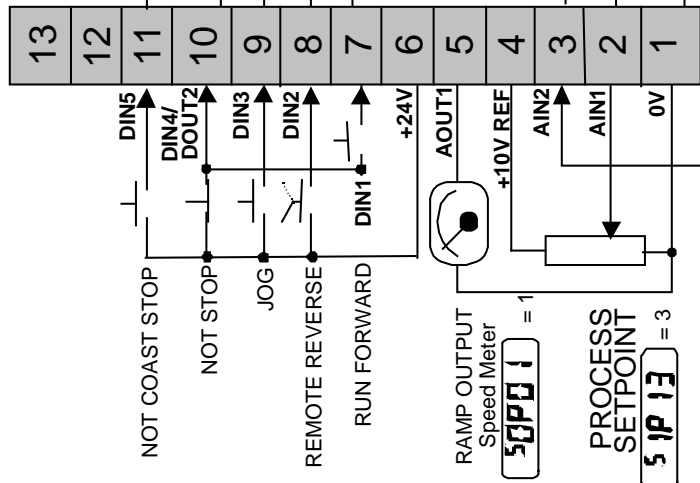 13
12
NOT COAST STOP DIN5 11
DIN4/
NOT STOP DOUT2 10
JOG DIN3 9
REMOTE REVERSE DIN2 8
RUN FORWARD DIN1 7
+24V 6
RAMP OUTPUT AOUT1 5
Speed Meter
SOP01 = 1
+10V REF 4
AIN2 3
PROCESS AIN1 2
SETPOINT
SIP13 = 3
0V 1